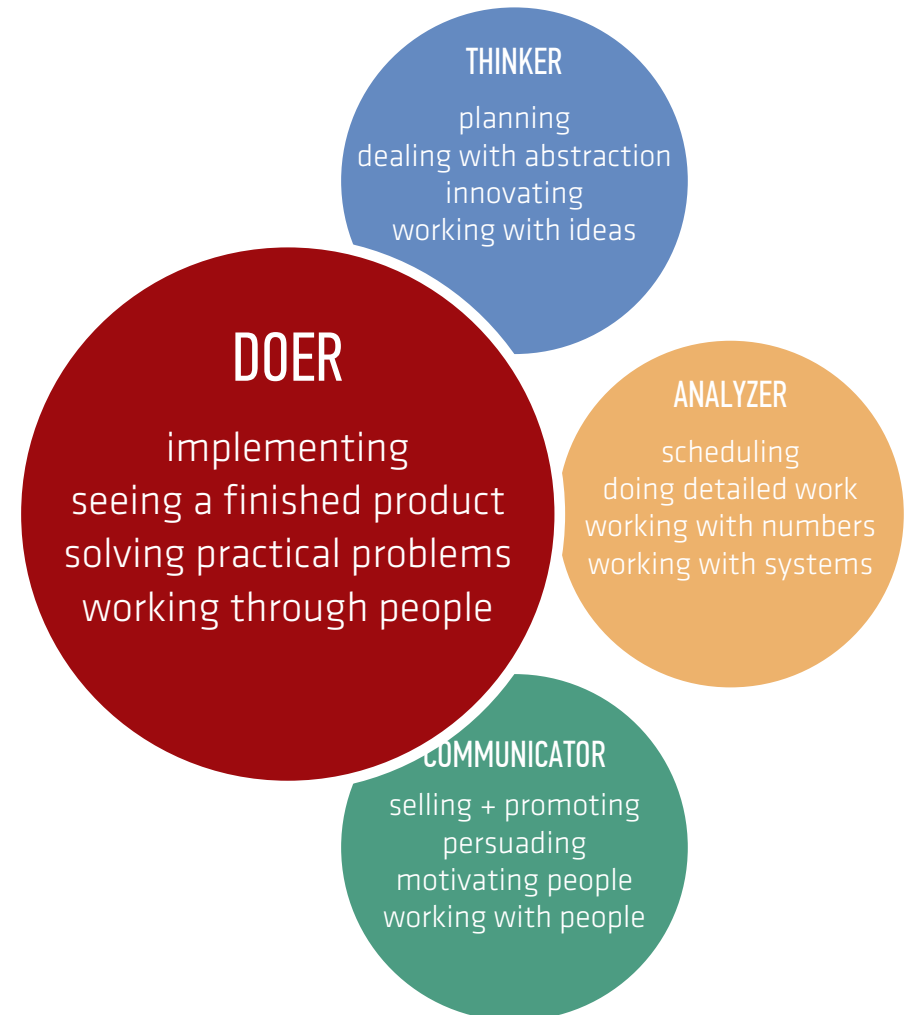 THINKER
planning
dealing with abstraction
innovating
working with ideas
DOER
implementing
seeing a finished product
solving practical problems
working through people
ANALYZER
scheduling
doing detailed work
working with numbers
working with systems
COMMUNICATOR
selling + promoting
persuading
motivating people
working with people